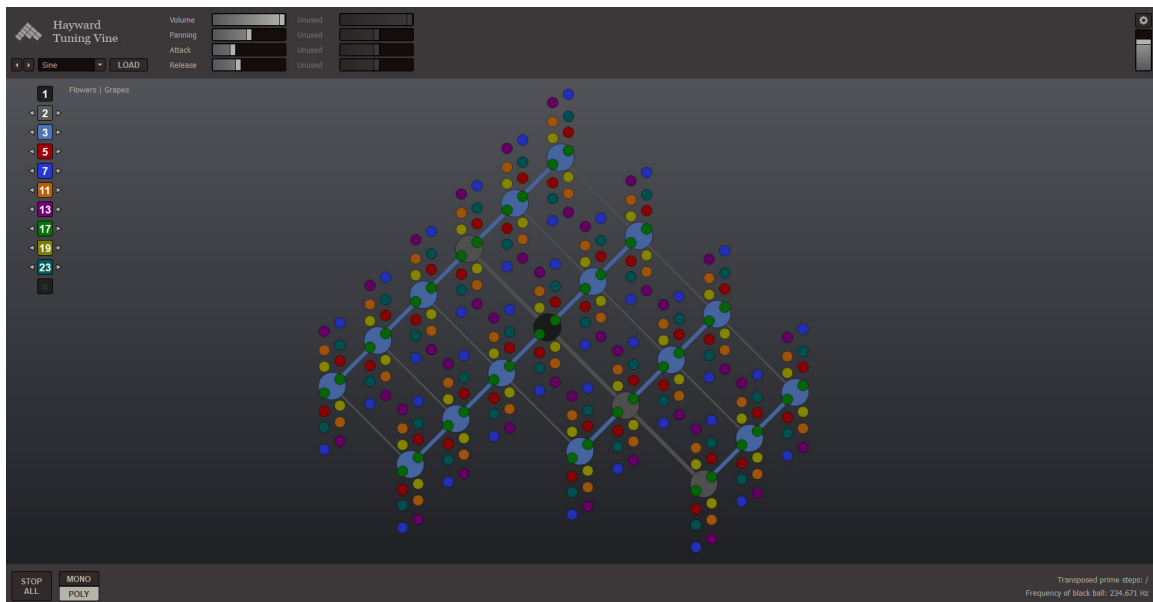 Hayward
Tuning Vine
Sine
LOAD
Volume
Panning
Attack
Release
Unused
Unused
Unused
Unused
Flowers | Grapes
1
2
3
5
7
11
13
17
19
23
=
STOP
ALL
MONO
POLY
Transposed prime steps: /
Frequency of black ball: 234.671 Hz